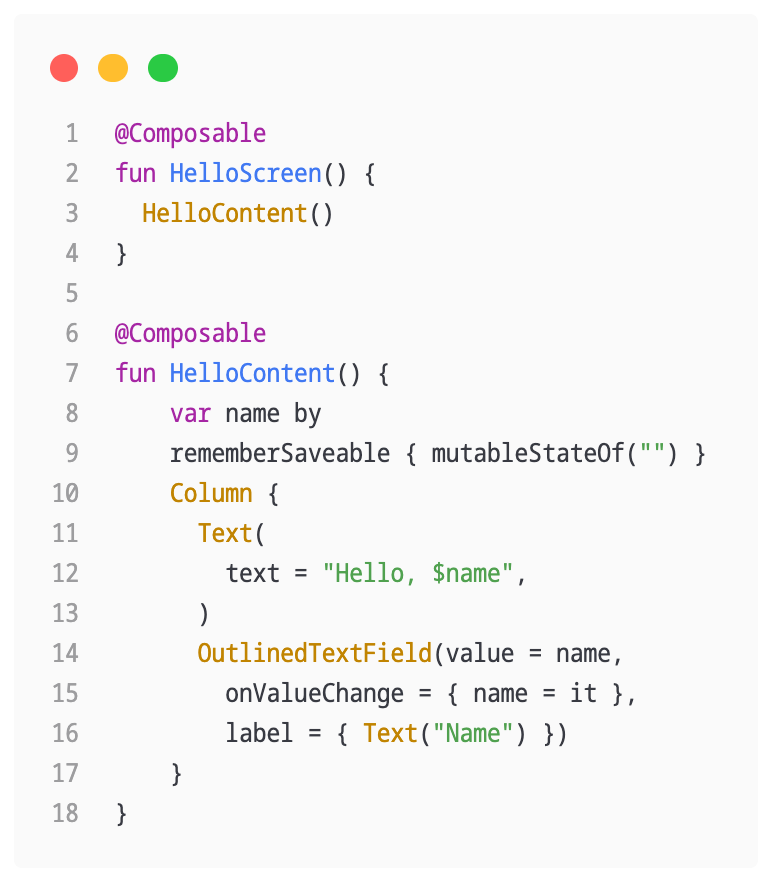 1 @Composable
2 fun HelloScreen() {
3   HelloContent()
4 }
5
6 @Composable
7 fun HelloContent() {
8     var name by
9     rememberSaveable { mutableStateOf("") }
10     Column {
11       Text(
12         text = "Hello, $name",
13       )
14       OutlinedTextField(value = name,
15         onValueChange = { name = it },
16         label = { Text("Name") })
17     }
18 }